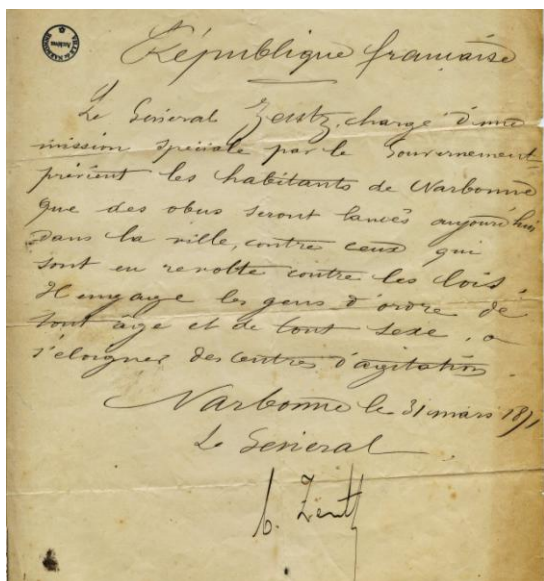 République française
Le Général Zentz, chargé d'une
mission spéciale par le Gouvernement
prévient les habitants de Narbonne
que des obus seront lancés aujourd'hui
dans la ville, contre ceux qui
sont en revolte contre les lois,
Il engage les gens d'ordre de
tout âge et de tout sexe, a
s'éloigner des centres d'agitation.
Narbonne le 31 mars 1871
Le Général
Zentz